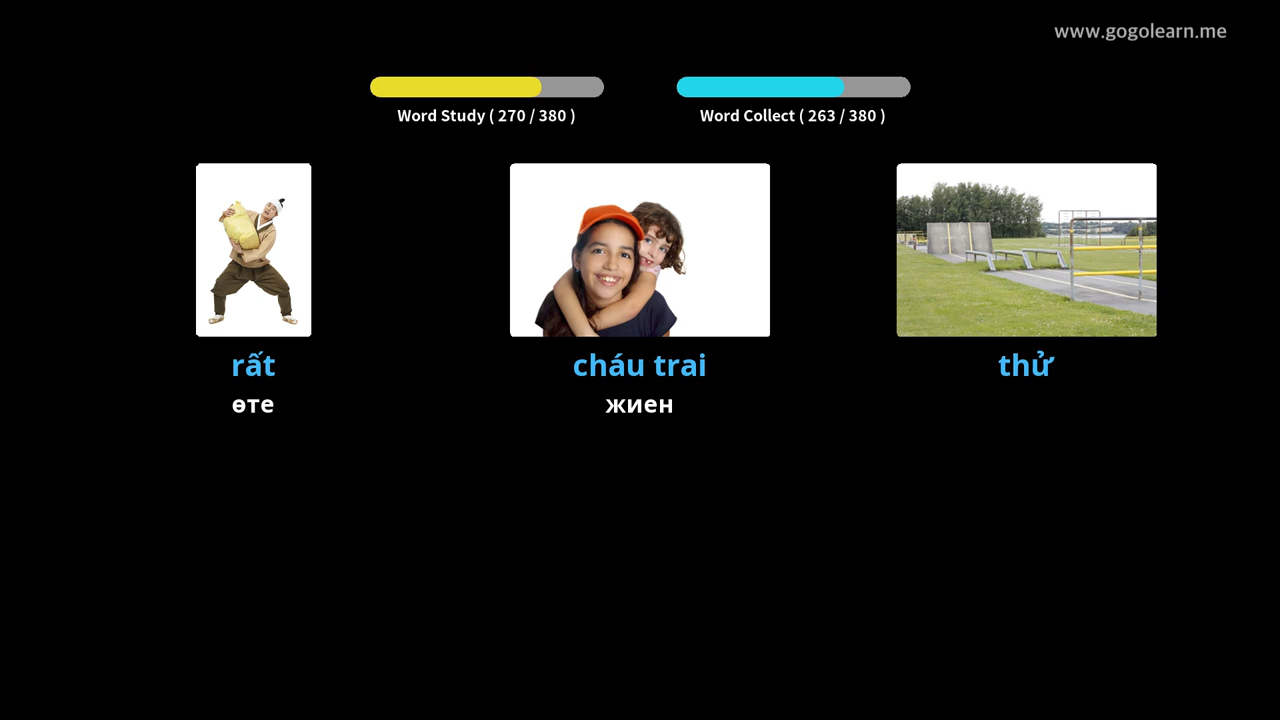 www.gogolearn.me
Word Study ( 270 / 380 )
Word Collect ( 263 / 380 )
rất
cháu trai
thử
өте
жиен